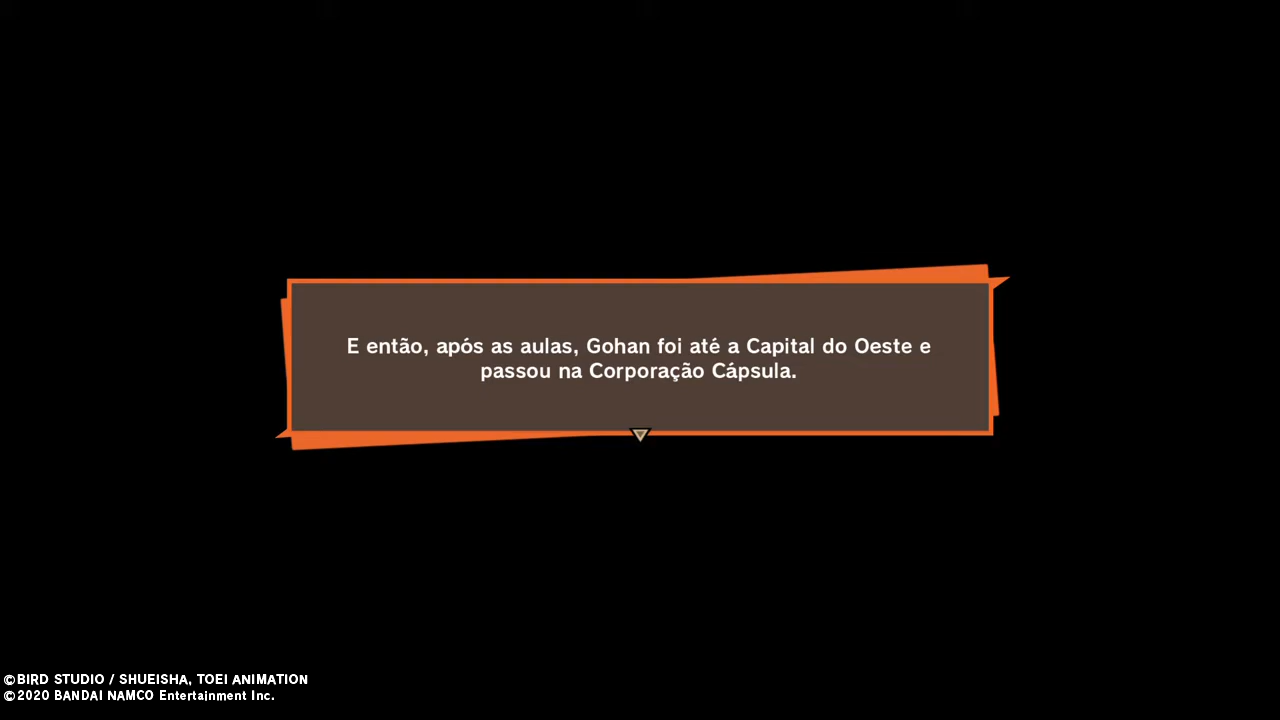 E então, após as aulas, Gohan foi até a Capital do Oeste e
passou na Corporação Cápsula.
©BIRD STUDIO / SHUEISHA, TOEI ANIMATION
©2020 BANDAI NAMCO Entertainment Inc.